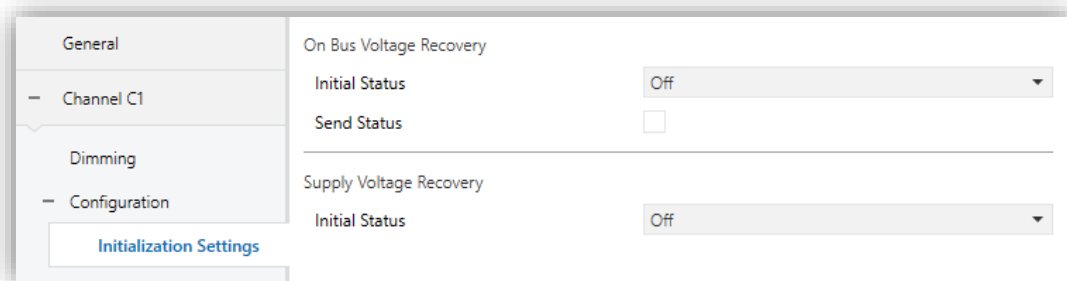 General
Channel C1
Dimming
Configuration
Initialization Settings
On Bus Voltage Recovery
Initial Status Off
Send Status
Supply Voltage Recovery
Initial Status Off